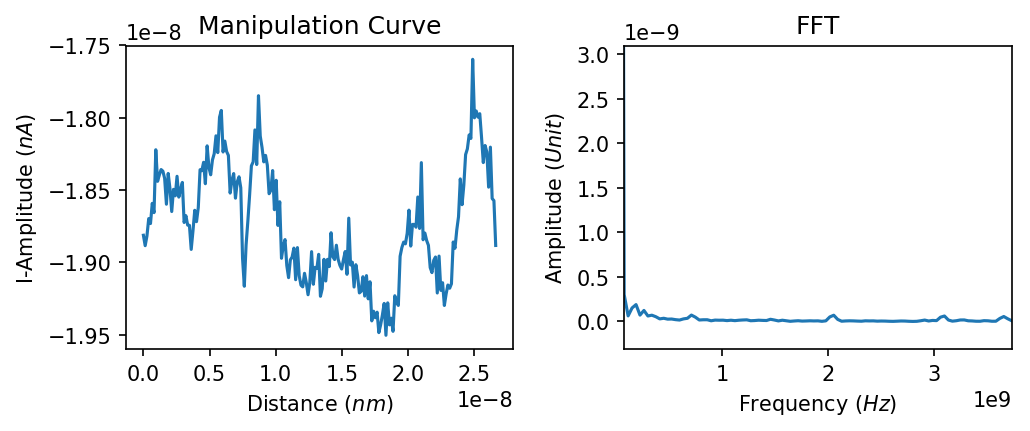 Manipulation Curve
1e−8
I-Amplitude (nA)
−1.75
−1.80
−1.85
−1.90
−1.95
0.0 0.5 1.0 1.5 2.0 2.5
Distance (nm)
1e−8
FFT
1e−9
Amplitude (Unit)
3.0
2.5
2.0
1.5
1.0
0.5
0.0
1 2 3
Frequency (Hz)
1e9